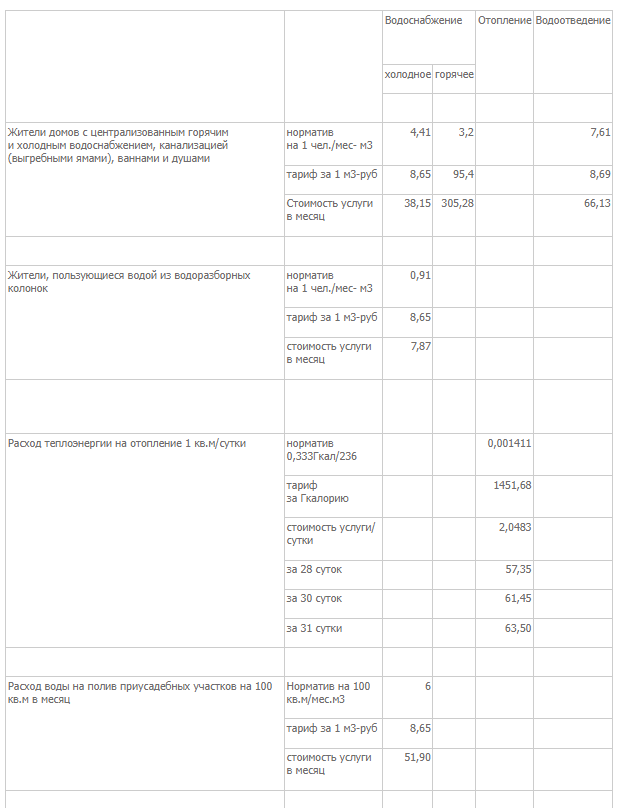 Водоснабжение Отопление Водоотведение
холодное горячее
Жители домов с централизованным горячим
и холодным водоснабжением, канализацией
(выгребными ямами), ваннами и душами
норматив
на 1 чел./мес- м3
4,41 3,2 7,61
тариф за 1 м3-руб 8,65 95,4 8,69
Стоимость услуги
в месяц
38,15 305,28 66,13
Жители, пользующиеся водой из водоразборных
колонок
норматив
на 1 чел./мес- м3
0,91
тариф за 1 м3-руб 8,65
стоимость услуги
в месяц
7,87
Расход теплоэнергии на отопление 1 кв.м/сутки
норматив
0,333Гкал/236
0,001411
тариф
за Гкалорию
1451,68
стоимость услуги/
сутки
2,0483
за 28 суток 57,35
за 30 суток 61,45
за 31 сутки 63,50
Расход воды на полив приусадебных участков на 100
кв.м в месяц
Норматив на 100
кв.м/мес.м3
6
тариф за 1 м3-руб 8,65
стоимость услуги
в месяц
51,90